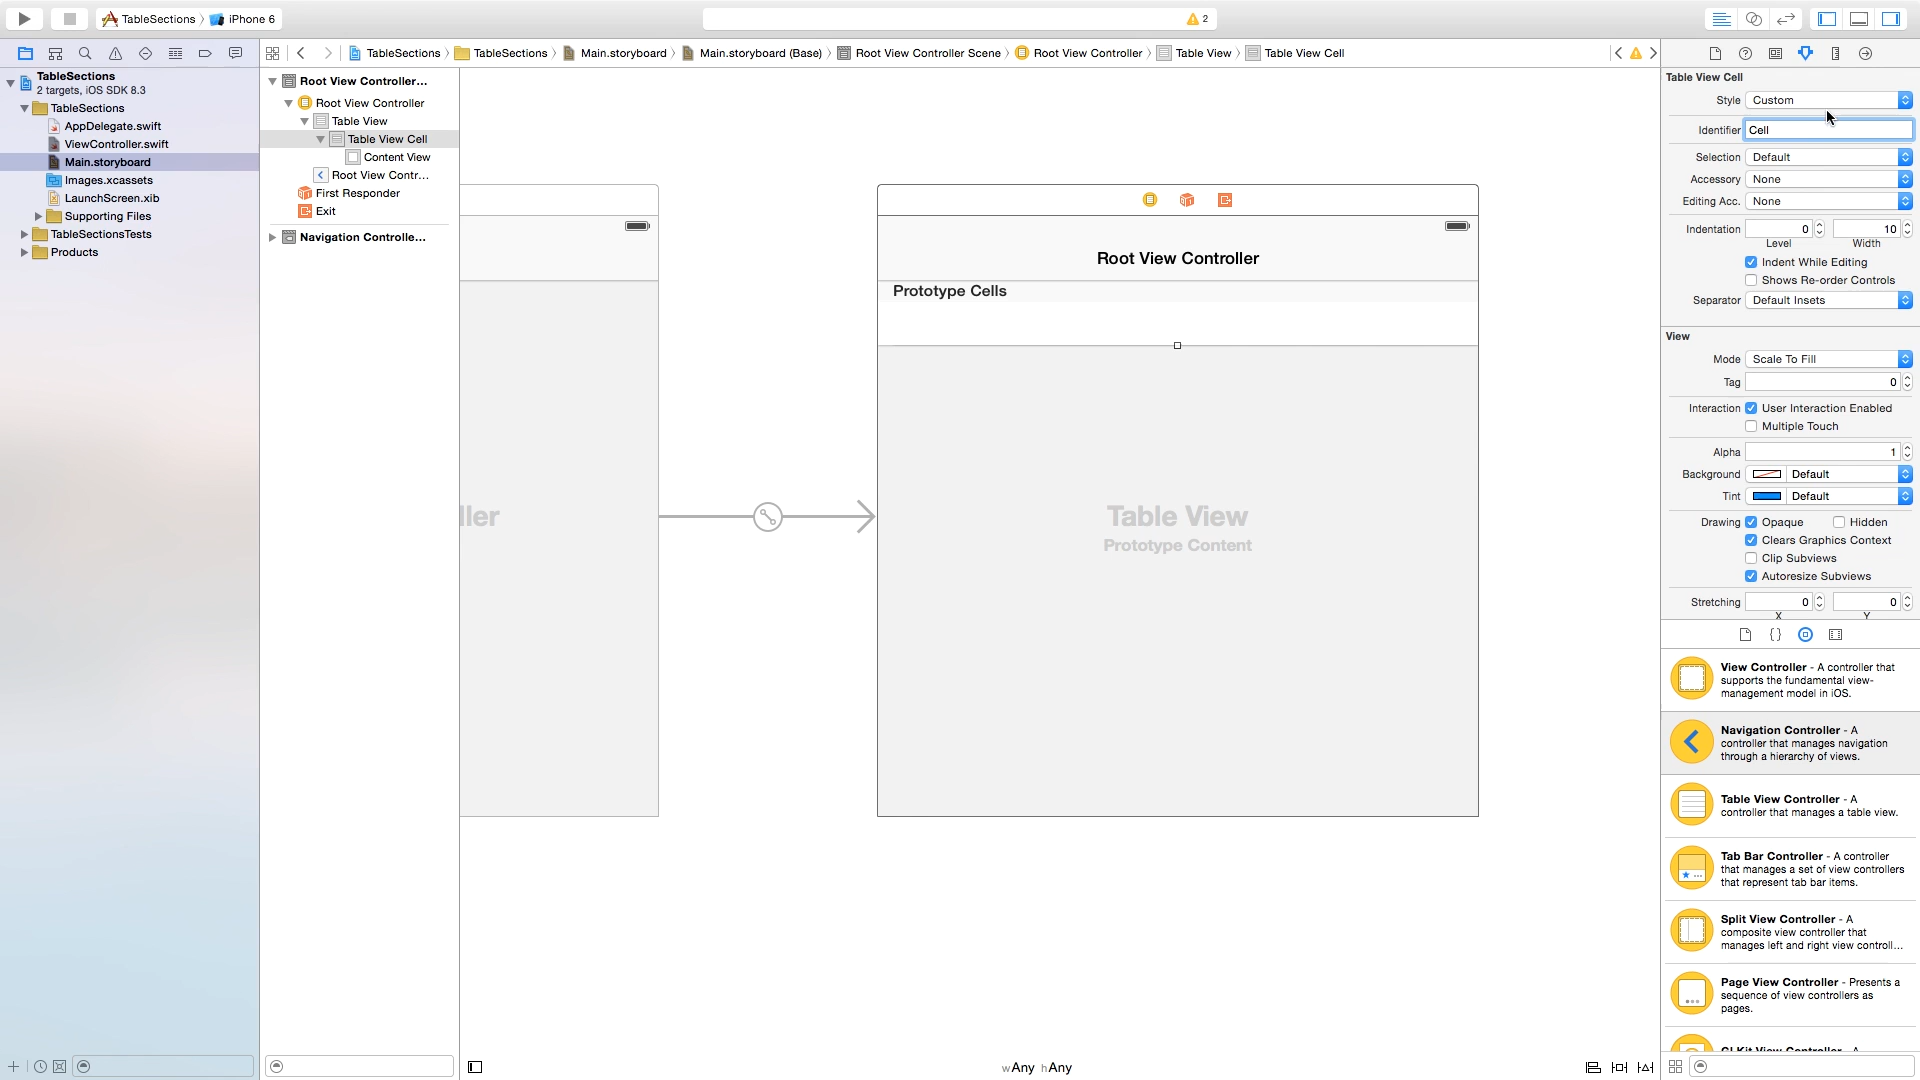 TableSections
iPhone 6
2
TableSections
TableSections
Main.storyboard
Main.storyboard (Base)
Root View Controller Scene
Root View Controller
Table View
Table View Cell
TableSections
2 targets, iOS SDK 8.3
TableSections
AppDelegate.swift
ViewController.swift
Main.storyboard
Images.xcassets
LaunchScreen.xib
Supporting Files
TableSectionsTests
Products
Root View Controller...
Root View Controller
Table View
Table View Cell
Content View
Root View Contr...
First Responder
Exit
Navigation Controlle...
ller
Root View Controller
Prototype Cells
Table View
Prototype Content
wAny hAny
Table View Cell
Style Custom
Identifier Cell
Selection Default
Accessory None
Editing Acc. None
Indentation 0 10
Level Width
Indent While Editing
Shows Re-order Controls
Separator Default Insets
View
Mode Scale To Fill
Tag 0
Interaction User Interaction Enabled
Multiple Touch
Alpha 1
Background Default
Tint Default
Drawing Opaque Hidden
Clears Graphics Context
Clip Subviews
Autoresize Subviews
Stretching 0 0
X Y
View Controller - A controller that
supports the fundamental view-
management model in iOS.
Navigation Controller - A
controller that manages navigation
through a hierarchy of views.
Table View Controller - A
controller that manages a table view.
Tab Bar Controller - A controller
that manages a set of view controllers
that represent tab bar items.
Split View Controller - A
composite view controller that
manages left and right view controll...
Page View Controller - Presents a
sequence of view controllers as
pages.
GLKit View Controller - A